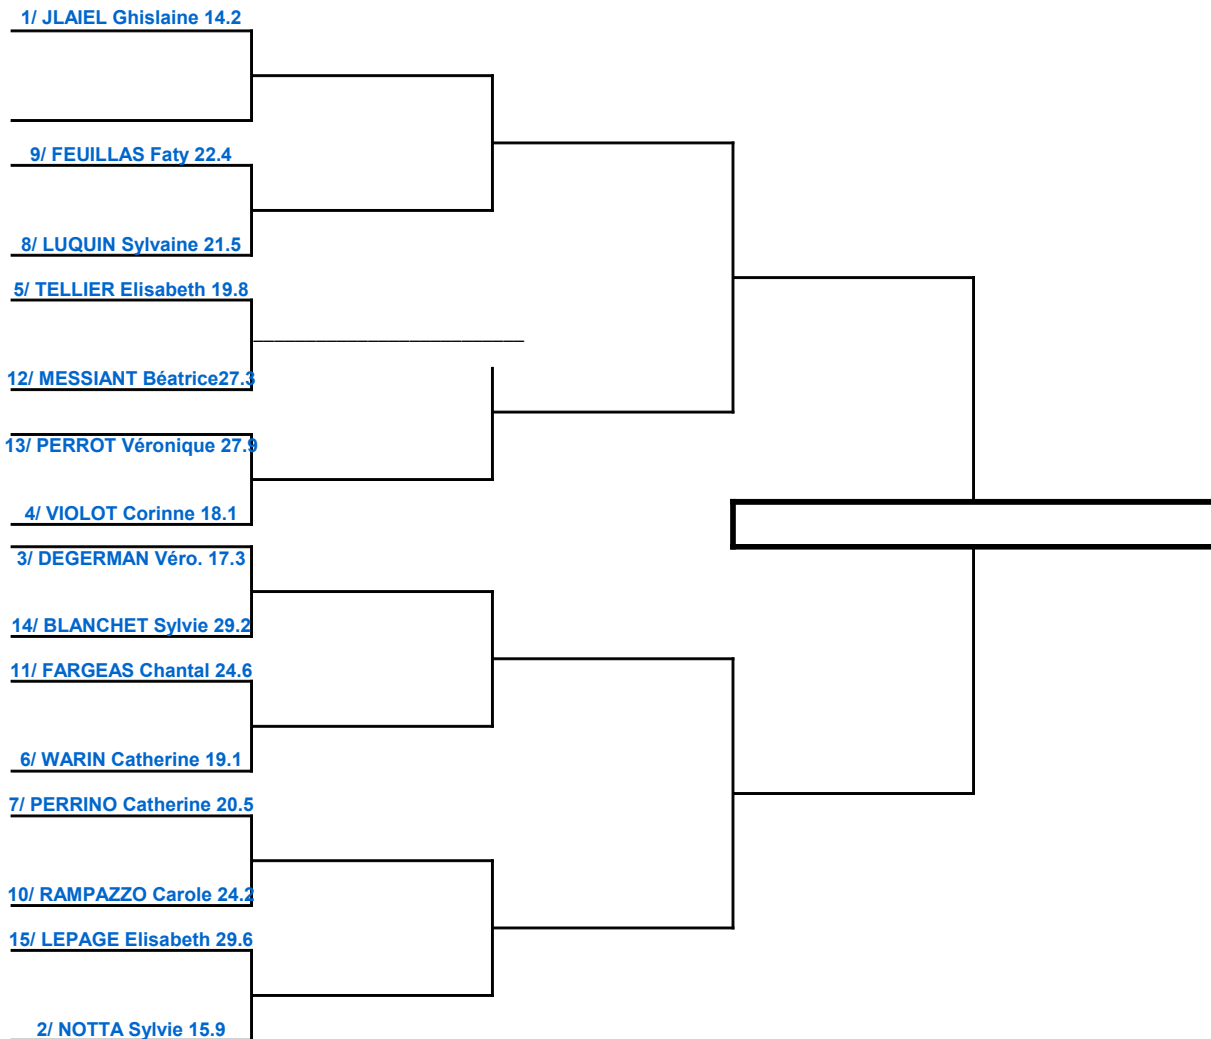 1/ JLAIEL Ghislaine 14.2
9/ FEUILLAS Faty 22.4
8/ LUQUIN Sylvaine 21.5
5/ TELLIER Elisabeth 19.8
12/ MESSIANT Béatrice27.3
13/ PERROT Véronique 27.9
4/ VIOLOT Corinne 18.1
3/ DEGERMAN Véro. 17.3
14/ BLANCHET Sylvie 29.2
11/ FARGEAS Chantal 24.6
6/ WARIN Catherine 19.1
7/ PERRINO Catherine 20.5
10/ RAMPAZZO Carole 24.2
15/ LEPAGE Elisabeth 29.6
2/ NOTTA Sylvie 15.9